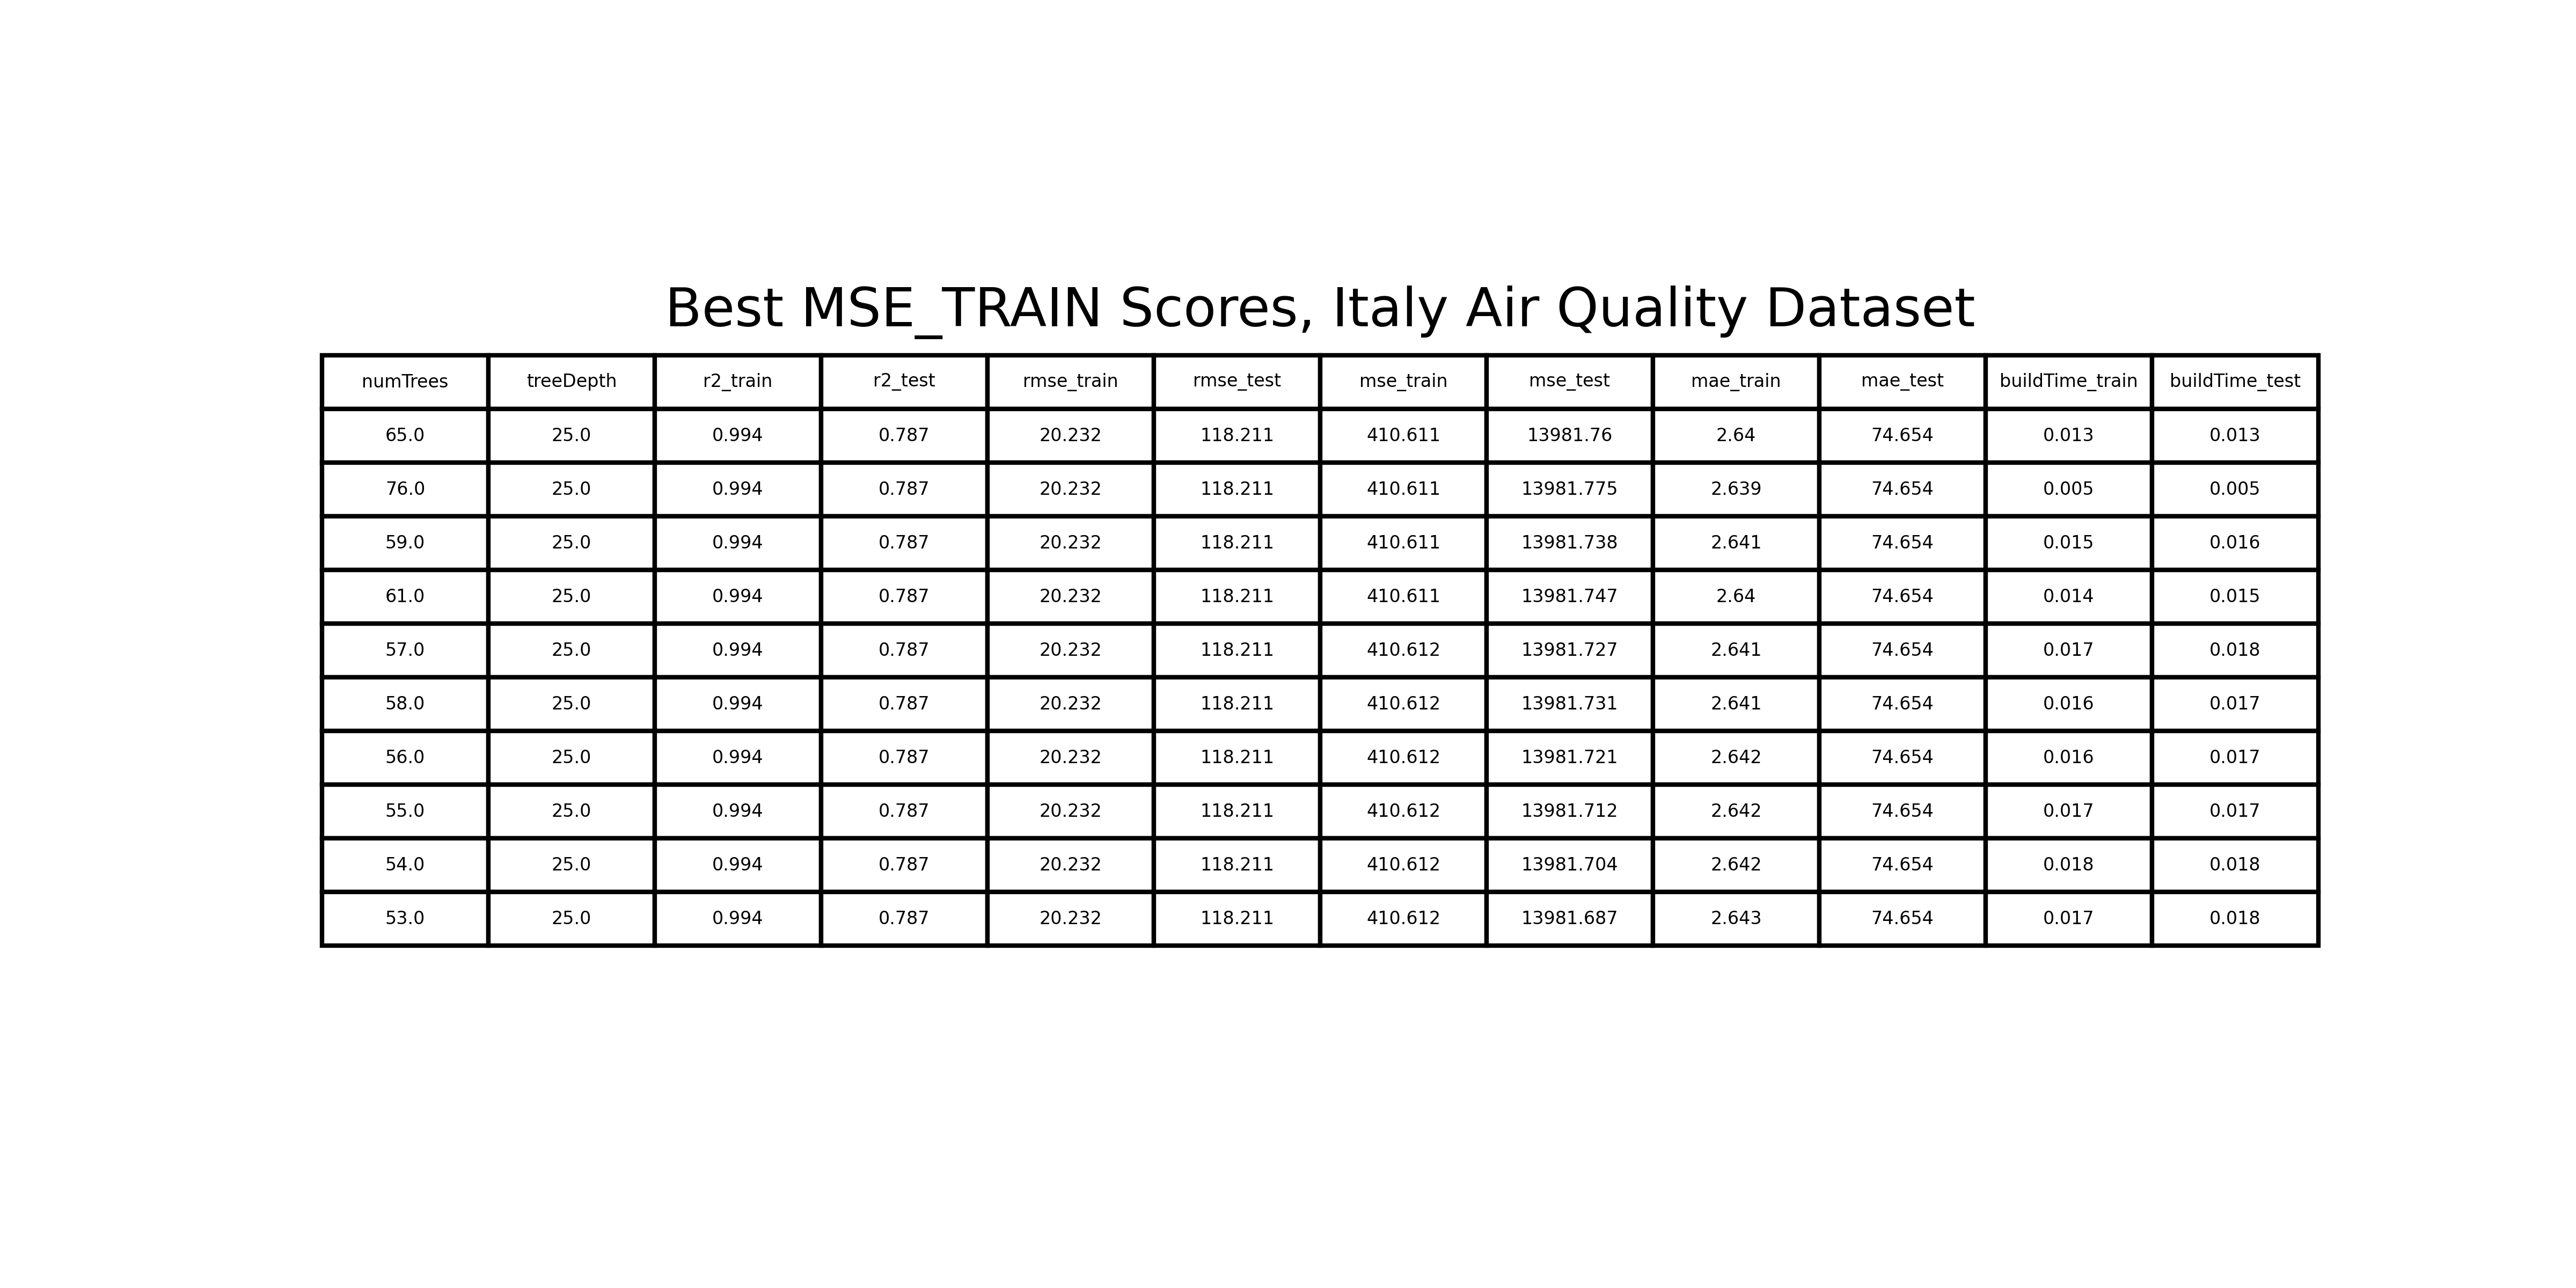 Best MSE_TRAIN Scores, Italy Air Quality Dataset
numTrees treeDepth r2_train r2_test rmse_train rmse_test mse_train mse_test mae_train mae_test buildTime_train buildTime_test
65.0 25.0 0.994 0.787 20.232 118.211 410.611 13981.76 2.64 74.654 0.013 0.013
76.0 25.0 0.994 0.787 20.232 118.211 410.611 13981.775 2.639 74.654 0.005 0.005
59.0 25.0 0.994 0.787 20.232 118.211 410.611 13981.738 2.641 74.654 0.015 0.016
61.0 25.0 0.994 0.787 20.232 118.211 410.611 13981.747 2.64 74.654 0.014 0.015
57.0 25.0 0.994 0.787 20.232 118.211 410.612 13981.727 2.641 74.654 0.017 0.018
58.0 25.0 0.994 0.787 20.232 118.211 410.612 13981.731 2.641 74.654 0.016 0.017
56.0 25.0 0.994 0.787 20.232 118.211 410.612 13981.721 2.642 74.654 0.016 0.017
55.0 25.0 0.994 0.787 20.232 118.211 410.612 13981.712 2.642 74.654 0.017 0.017
54.0 25.0 0.994 0.787 20.232 118.211 410.612 13981.704 2.642 74.654 0.018 0.018
53.0 25.0 0.994 0.787 20.232 118.211 410.612 13981.687 2.643 74.654 0.017 0.018